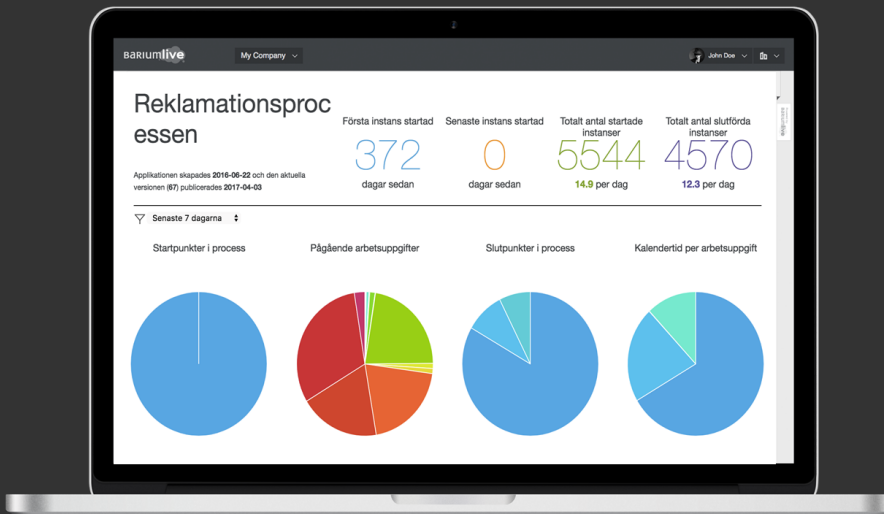 BARIUMlive
My Company
John Doe
Reklamationsproc
essen
Applikationen skapades 2016-06-22 och den aktuella
versionen (67) publicerades 2017-04-03
Första instans startad
372
dagar sedan
Senaste instans startad
0
dagar sedan
Totalt antal startade
instanser
5544
14.9 per dag
Totalt antal slutförda
instanser
4570
12.3 per dag
Senaste 7 dagarna
Startpunkter i process
Pågående arbetsuppgifter
Slutpunkter i process
Kalendertid per arbetsuppgift